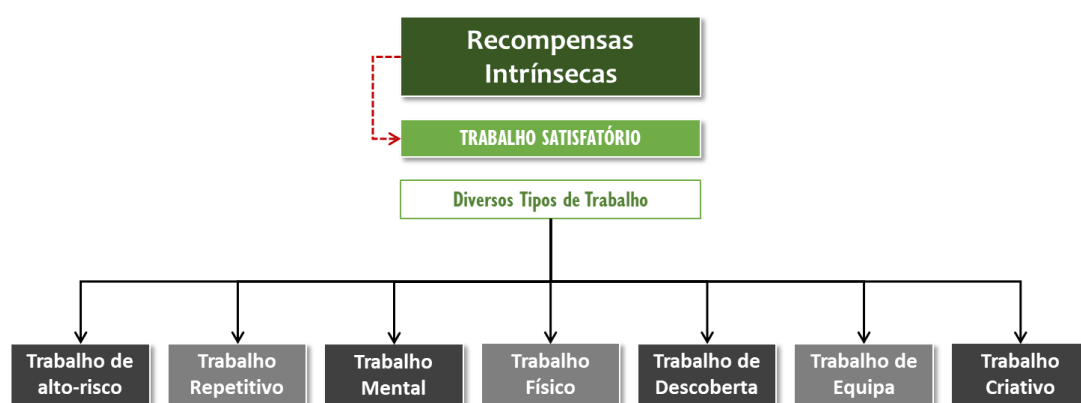 Recompensas
Intrínsecas
TRABALHO SATISFATÓRIO
Diversos Tipos de Trabalho
Trabalho de
alto-risco
Trabalho
Repetitivo
Trabalho
Mental
Trabalho
Físico
Trabalho de
Descoberta
Trabalho de
Equipa
Trabalho
Criativo